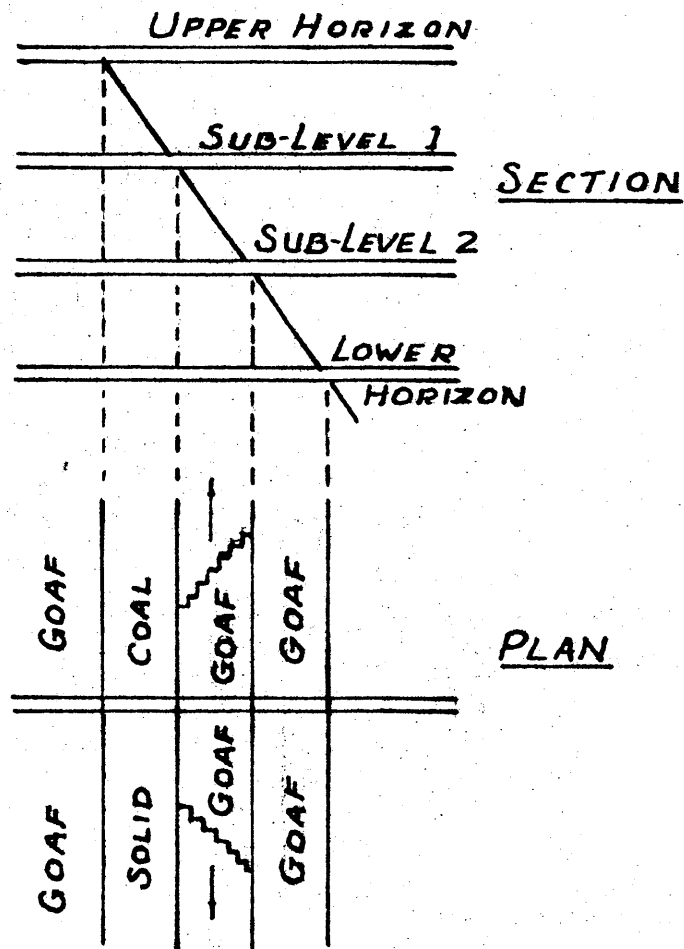 UPPER HORIZON
SUB-LEVEL 1
SECTION
SUB-LEVEL 2
LOWER
HORIZON
GOAF
COAL
GOAF
GOAF
PLAN
GOAF
SOLID
GOAF
GOAF